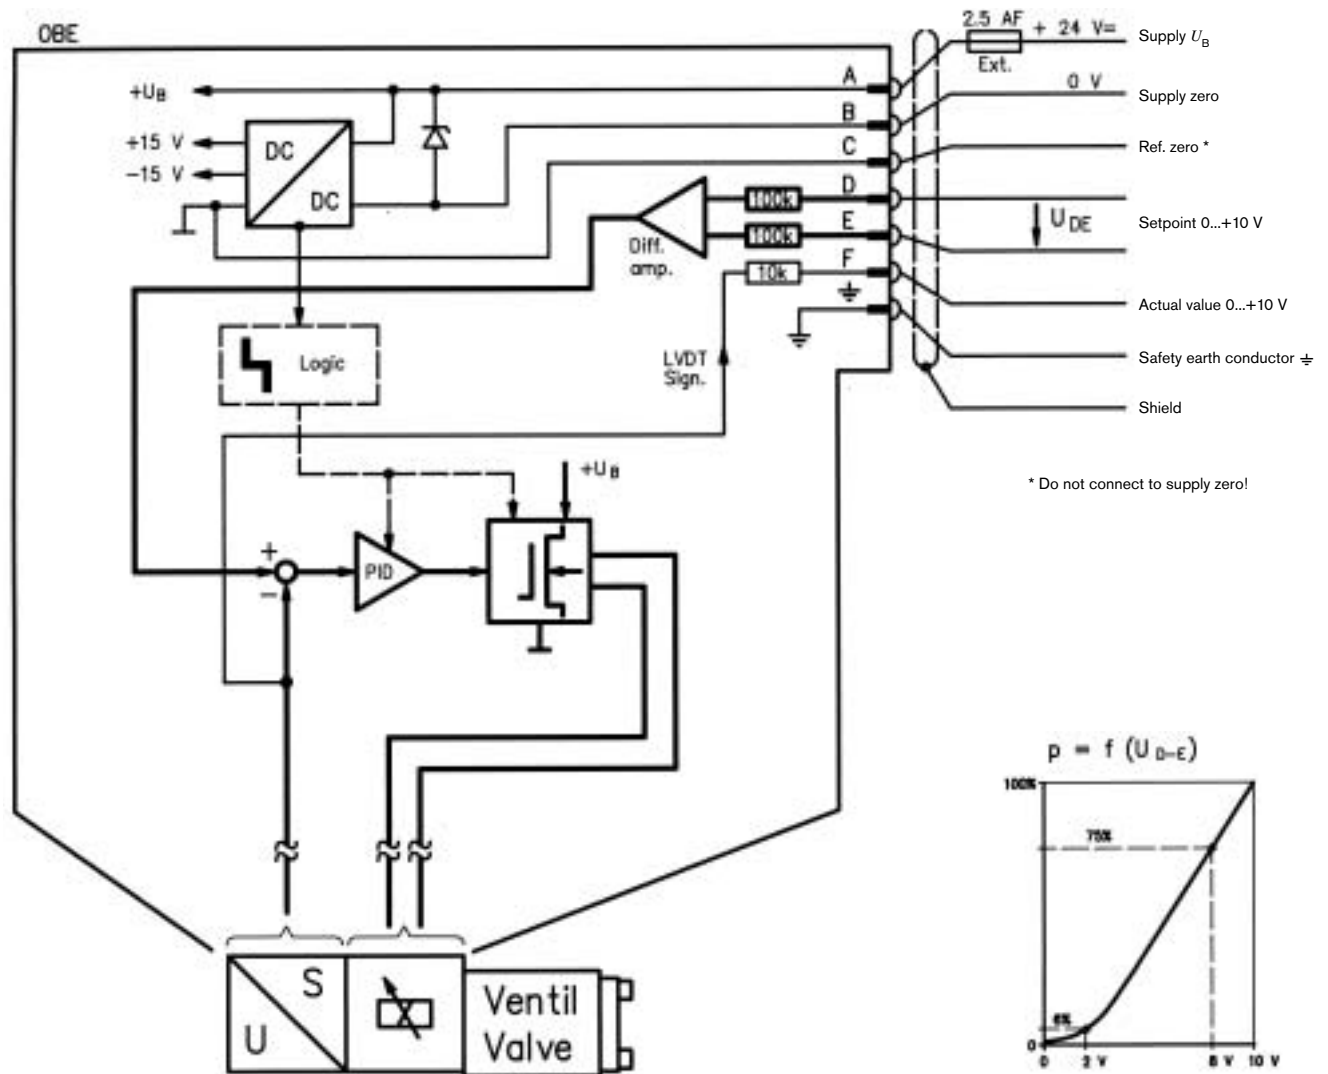 OBE
2.5 AF
+ 24 V=
Supply U_B
Ext.
A
+U_B
0 V
Supply zero
B
+15 V
DC
C
Ref. zero *
−15 V
DC
100k
D
U_DE
Setpoint 0...+10 V
100k
E
Diff.
amp.
10k
F
Actual value 0...+10 V
Logic
LVDT
Sign.
Safety earth conductor ⏚
Shield
+U_B
* Do not connect to supply zero!
+
−
PID
p = f (U_D-E)
100%
75%
6%
0
0
2 V
8 V
10 V
S
U
Ventil
Valve